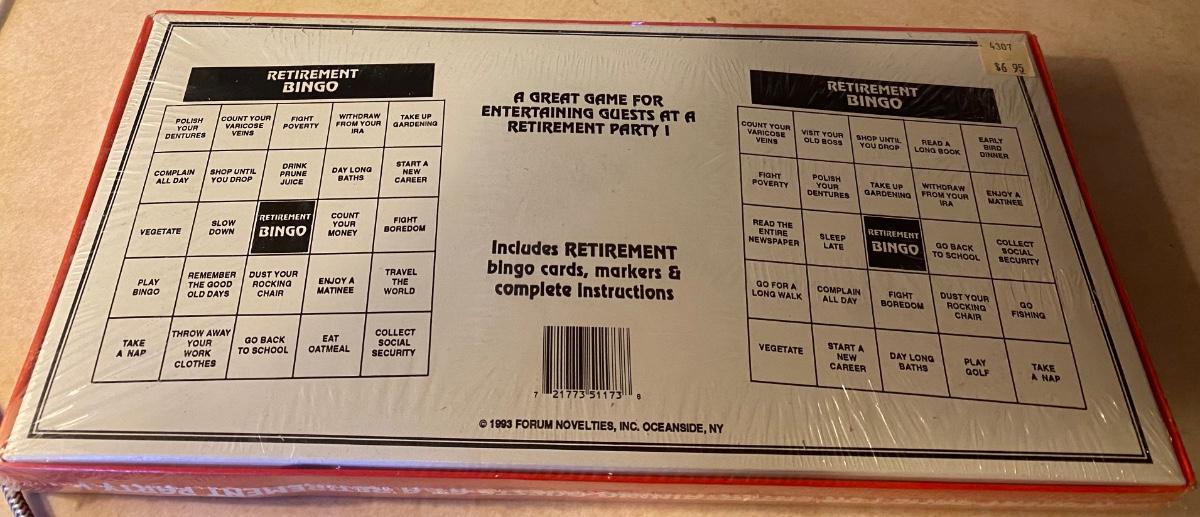 RETIREMENT
BINGO
POLISH
YOUR
DENTURES
COUNT YOUR
VARICOSE
VEINS
FIGHT
POVERTY
WITHDRAW
FROM YOUR
IRA
TAKE UP
GARDENING
COMPLAIN
ALL DAY
SHOP UNTIL
YOU DROP
DRINK
PRUNE
JUICE
DAY LONG
BATHS
START A
NEW
CAREER
VEGETATE
SLOW
DOWN
RETIREMENT
BINGO
COUNT
YOUR
MONEY
FIGHT
BOREDOM
PLAY
BINGO
REMEMBER
THE GOOD
OLD DAYS
DUST YOUR
ROCKING
CHAIR
ENJOY A
MATINEE
TRAVEL
THE
WORLD
TAKE
A NAP
THROW AWAY
YOUR
WORK
CLOTHES
GO BACK
TO SCHOOL
EAT
OATMEAL
COLLECT
SOCIAL
SECURITY
A GREAT GAME FOR
ENTERTAINING GUESTS AT A
RETIREMENT PARTY !
Includes RETIREMENT
bingo cards, markers &
complete instructions
7 21773 51173 6
© 1993 FORUM NOVELTIES, INC. OCEANSIDE, NY
4307
$6 95
RETIREMENT
BINGO
COUNT YOUR
VARICOSE
VEINS
VISIT YOUR
OLD BOSS
SHOP UNTIL
YOU DROP
READ A
LONG BOOK
EARLY
BIRD
DINNER
FIGHT
POVERTY
POLISH
YOUR
DENTURES
TAKE UP
GARDENING
WITHDRAW
FROM YOUR
IRA
ENJOY A
MATINEE
READ THE
ENTIRE
NEWSPAPER
SLEEP
LATE
RETIREMENT
BINGO
GO BACK
TO SCHOOL
COLLECT
SOCIAL
SECURITY
GO FOR A
LONG WALK
COMPLAIN
ALL DAY
FIGHT
BOREDOM
DUST YOUR
ROCKING
CHAIR
GO
FISHING
VEGETATE
START A
NEW
CAREER
DAY LONG
BATHS
PLAY
GOLF
TAKE
A NAP